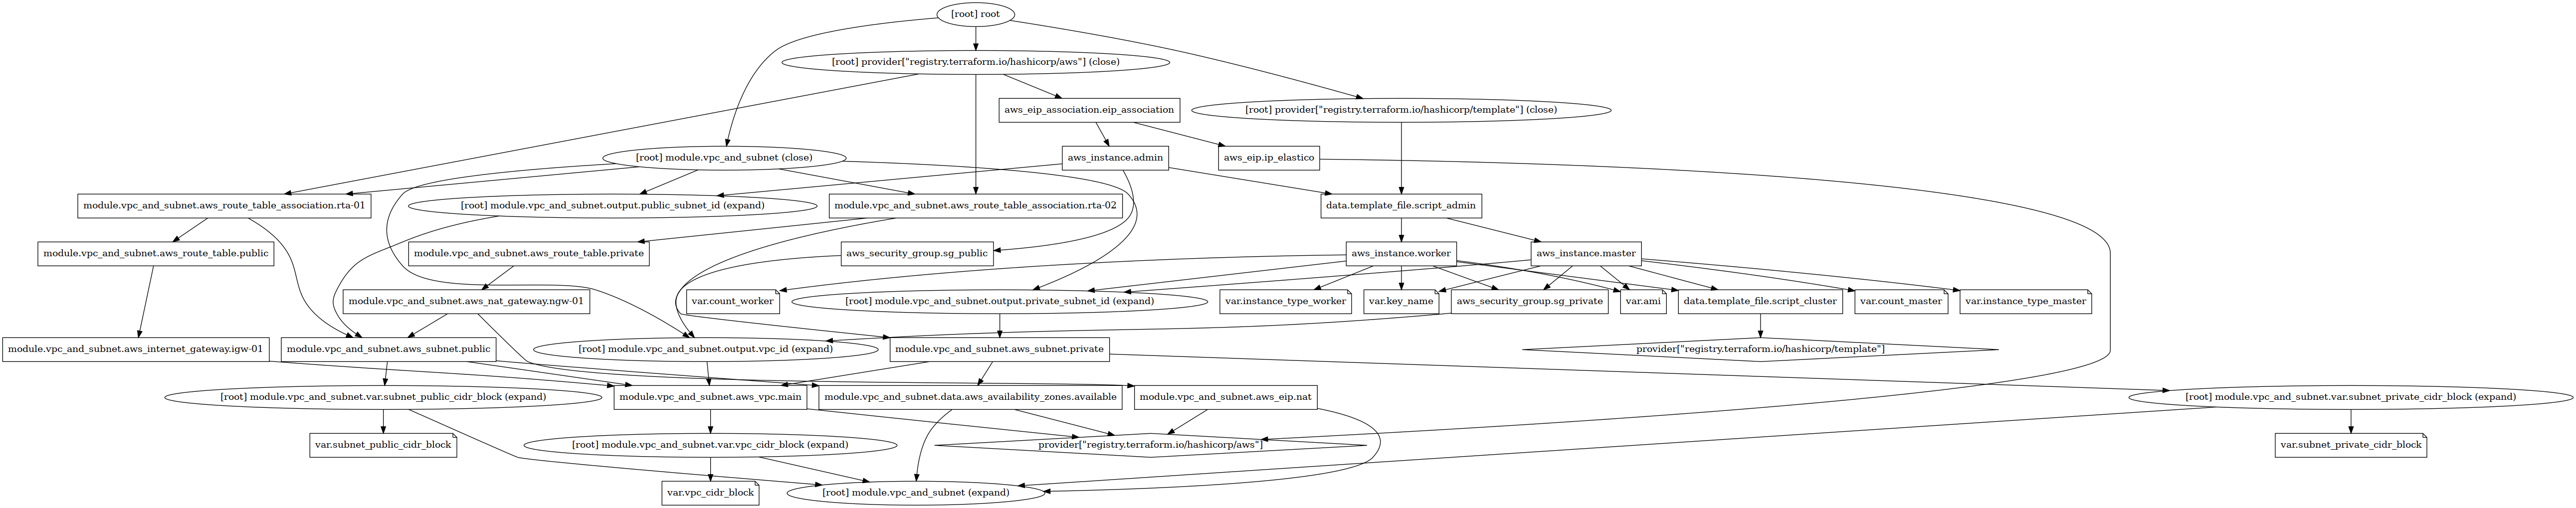 [root] root
[root] provider["registry.terraform.io/hashicorp/aws"] (close)
aws_eip_association.eip_association
[root] provider["registry.terraform.io/hashicorp/template"] (close)
[root] module.vpc_and_subnet (close)
aws_instance.admin
aws_eip.ip_elastico
module.vpc_and_subnet.aws_route_table_association.rta-01
[root] module.vpc_and_subnet.output.public_subnet_id (expand)
module.vpc_and_subnet.aws_route_table_association.rta-02
data.template_file.script_admin
module.vpc_and_subnet.aws_route_table.public
module.vpc_and_subnet.aws_route_table.private
aws_security_group.sg_public
aws_instance.worker
aws_instance.master
module.vpc_and_subnet.aws_nat_gateway.ngw-01
var.count_worker
[root] module.vpc_and_subnet.output.private_subnet_id (expand)
var.instance_type_worker
var.key_name
aws_security_group.sg_private
var.ami
data.template_file.script_cluster
var.count_master
var.instance_type_master
module.vpc_and_subnet.aws_internet_gateway.igw-01
module.vpc_and_subnet.aws_subnet.public
[root] module.vpc_and_subnet.output.vpc_id (expand)
module.vpc_and_subnet.aws_subnet.private
provider["registry.terraform.io/hashicorp/template"]
[root] module.vpc_and_subnet.var.subnet_public_cidr_block (expand)
module.vpc_and_subnet.aws_vpc.main
module.vpc_and_subnet.data.aws_availability_zones.available
module.vpc_and_subnet.aws_eip.nat
[root] module.vpc_and_subnet.var.subnet_private_cidr_block (expand)
var.subnet_public_cidr_block
[root] module.vpc_and_subnet.var.vpc_cidr_block (expand)
provider["registry.terraform.io/hashicorp/aws"]
var.subnet_private_cidr_block
var.vpc_cidr_block
[root] module.vpc_and_subnet (expand)